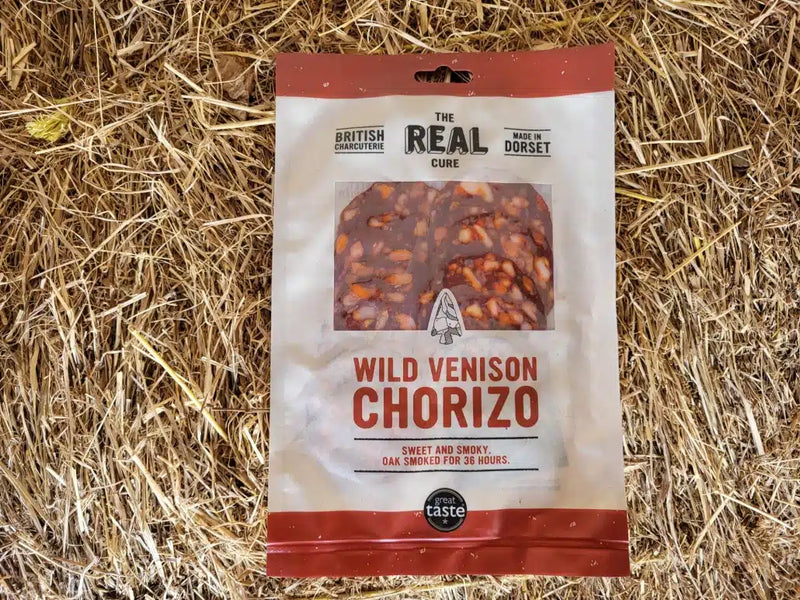 THE
REAL
CURE
BRITISH
CHARCUTERIE
MADE IN
DORSET
WILD VENISON
CHORIZO
SWEET AND SMOKY.
OAK SMOKED FOR 36 HOURS.
great
taste